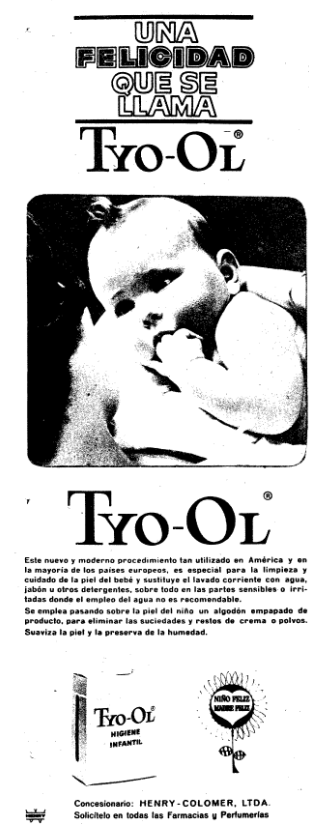 UNA
FELICIDAD
QUE SE
LLAMA
TYO-OL®
TYO-OL®
Este nuevo y moderno procedimiento tan utilizado en América y en
la mayoría de los países europeos, es especial para la limpieza y
cuidado de la piel del bebé y sustituye el lavado corriente con agua,
jabón u otros detergentes, sobre todo en las partes sensibles o irri-
tadas donde el empleo del agua no es recomendable.
Se emplea pasando sobre la piel del niño un algodón empapado de
producto, para eliminar las suciedades y restos de crema o polvos.
Suaviza la piel y la preserva de la humedad.
TYO-OL®
HIGIENE
INFANTIL
NIÑO FELIZ
MADRE FELIZ
Concesionario: HENRY-COLOMER, LTDA.
Solicítelo en todas las Farmacias y Perfumerías
HENRY